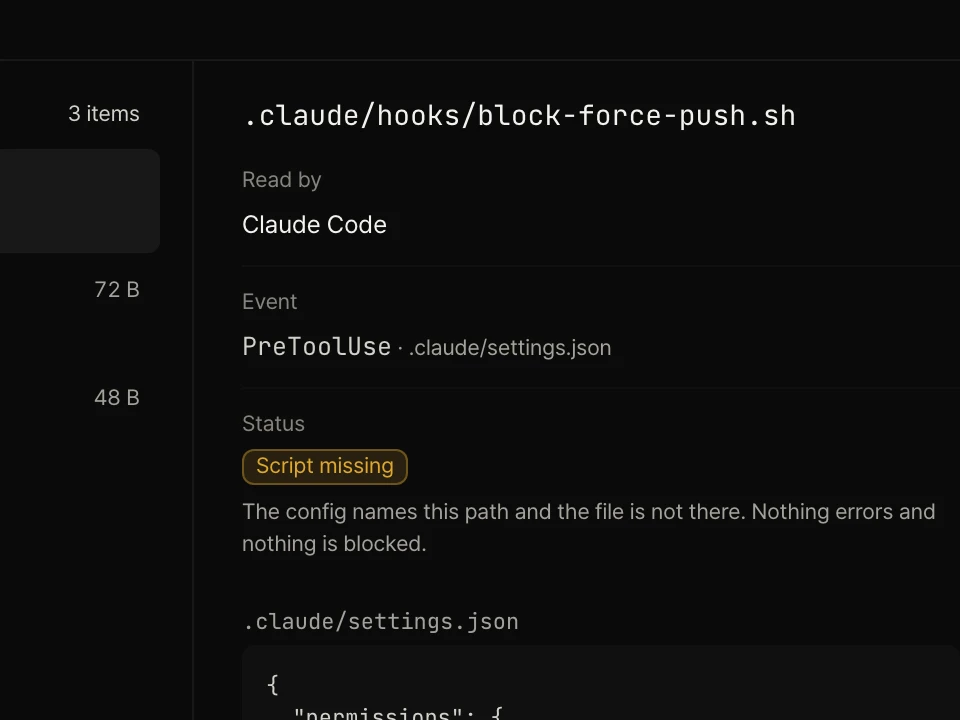 3 items
72 B
48 B
.claude/hooks/block-force-push.sh
Read by
Claude Code
Event
PreToolUse · .claude/settings.json
Status
Script missing
The config names this path and the file is not there. Nothing errors and
nothing is blocked.
.claude/settings.json
{
"permissions": {